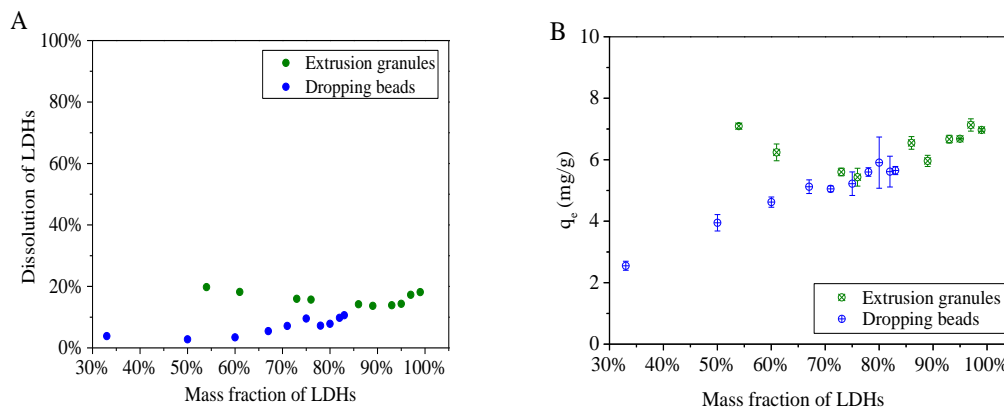 A
100%
80%
60%
40%
20%
0%
Dissolution of LDHs
Extrusion granules
Dropping beads
30% 40% 50% 60% 70% 80% 90% 100%
Mass fraction of LDHs
B
10
8
6
4
2
0
qe (mg/g)
Extrusion granules
Dropping beads
30% 40% 50% 60% 70% 80% 90% 100%
Mass fraction of LDHs